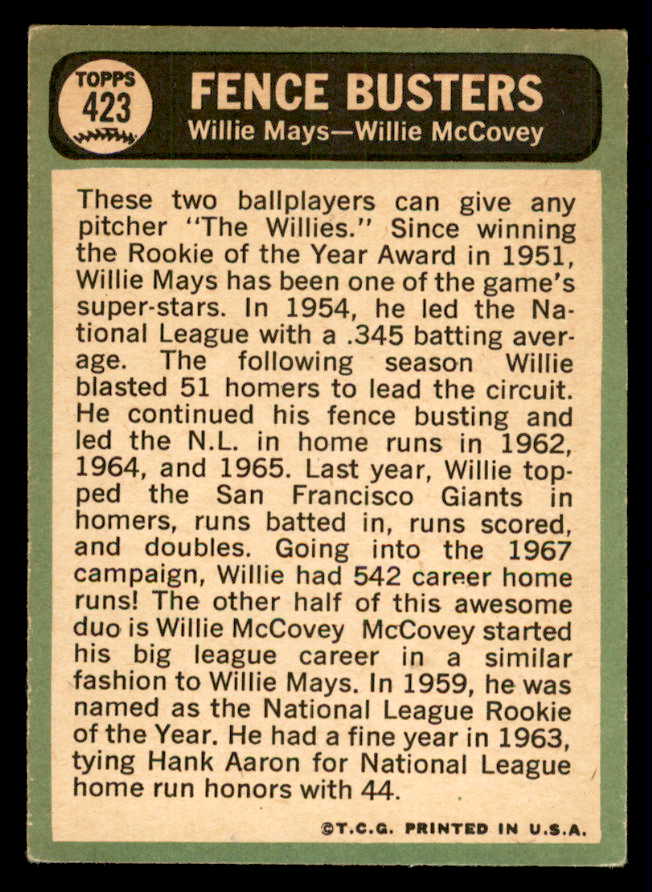 TOPPS
423
FENCE BUSTERS
Willie Mays—Willie McCovey
These two ballplayers can give any
pitcher "The Willies." Since winning
the Rookie of the Year Award in 1951,
Willie Mays has been one of the game's
super-stars. In 1954, he led the Na-
tional League with a .345 batting aver-
age. The following season Willie
blasted 51 homers to lead the circuit.
He continued his fence busting and
led the N.L. in home runs in 1962,
1964, and 1965. Last year, Willie top-
ped the San Francisco Giants in
homers, runs batted in, runs scored,
and doubles. Going into the 1967
campaign, Willie had 542 career home
runs! The other half of this awesome
duo is Willie McCovey McCovey started
his big league career in a similar
fashion to Willie Mays. In 1959, he was
named as the National League Rookie
of the Year. He had a fine year in 1963,
tying Hank Aaron for National League
home run honors with 44.
©T.C.G. PRINTED IN U.S.A.